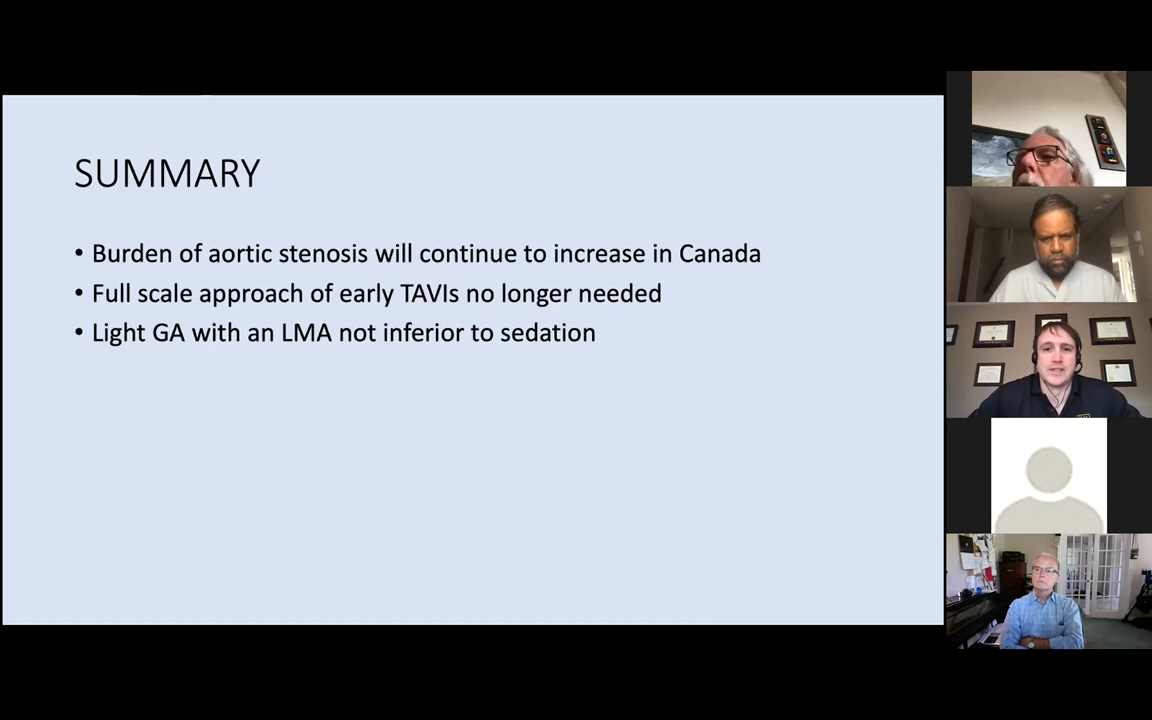 SUMMARY
• Burden of aortic stenosis will continue to increase in Canada
• Full scale approach of early TAVIs no longer needed
• Light GA with an LMA not inferior to sedation